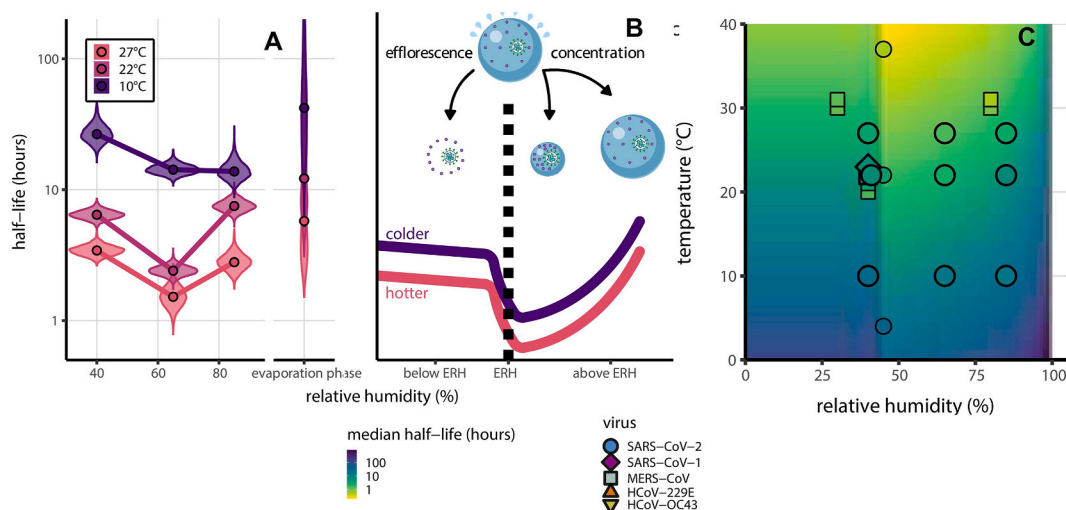 A
27°C
22°C
10°C
100
10
1
half−life (hours)
40
60
80
evaporation phase
relative humidity (%)
B
efflorescence
concentration
colder
hotter
below ERH
ERH
above ERH
C
temperature (°C)
40
30
20
10
0
0
25
50
75
100
relative humidity (%)
median half−life (hours)
100
10
1
virus
SARS−CoV−2
SARS−CoV−1
MERS−CoV
HCoV−229E
HCoV−OC43